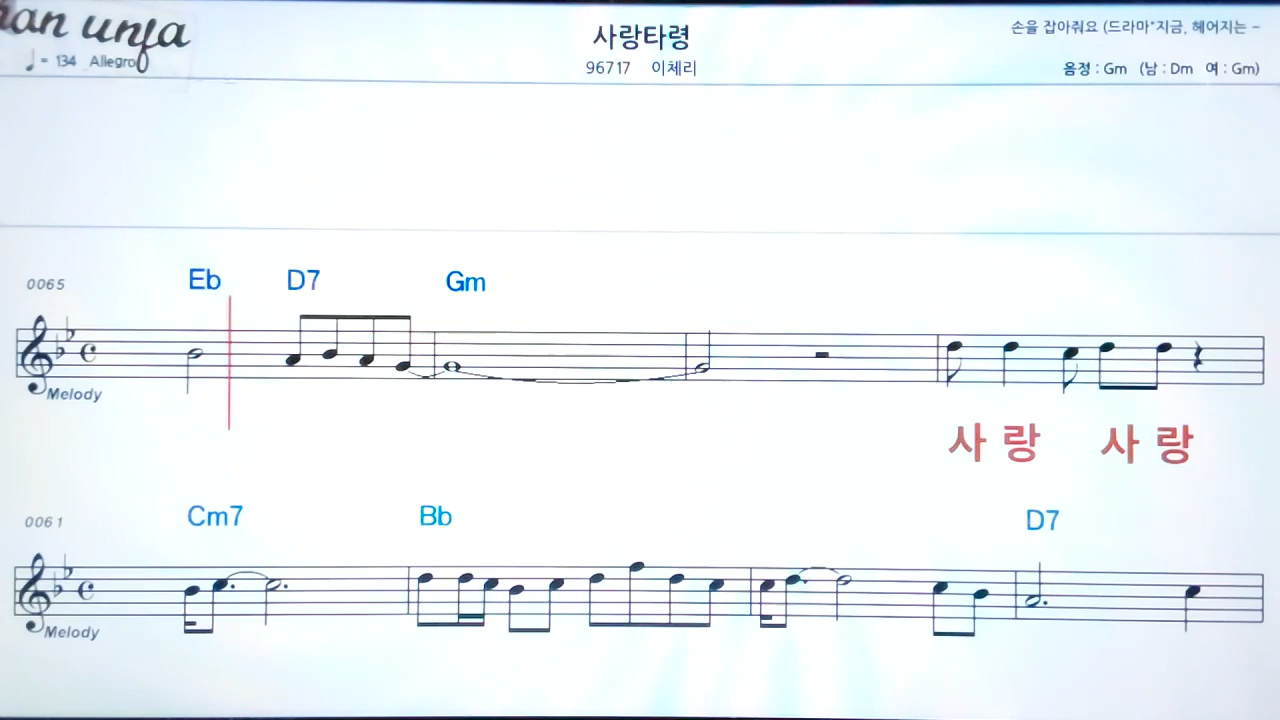 사랑타령
손을 잡아줘요 (드라마"지금, 헤어지는 -
♩ = 134 Allegro
96717 이체리
음정 : Gm (남 : Dm 여 : Gm)
0065 Eb D7 Gm
Melody
사 랑 사 랑
0061 Cm7 Bb D7
Melody